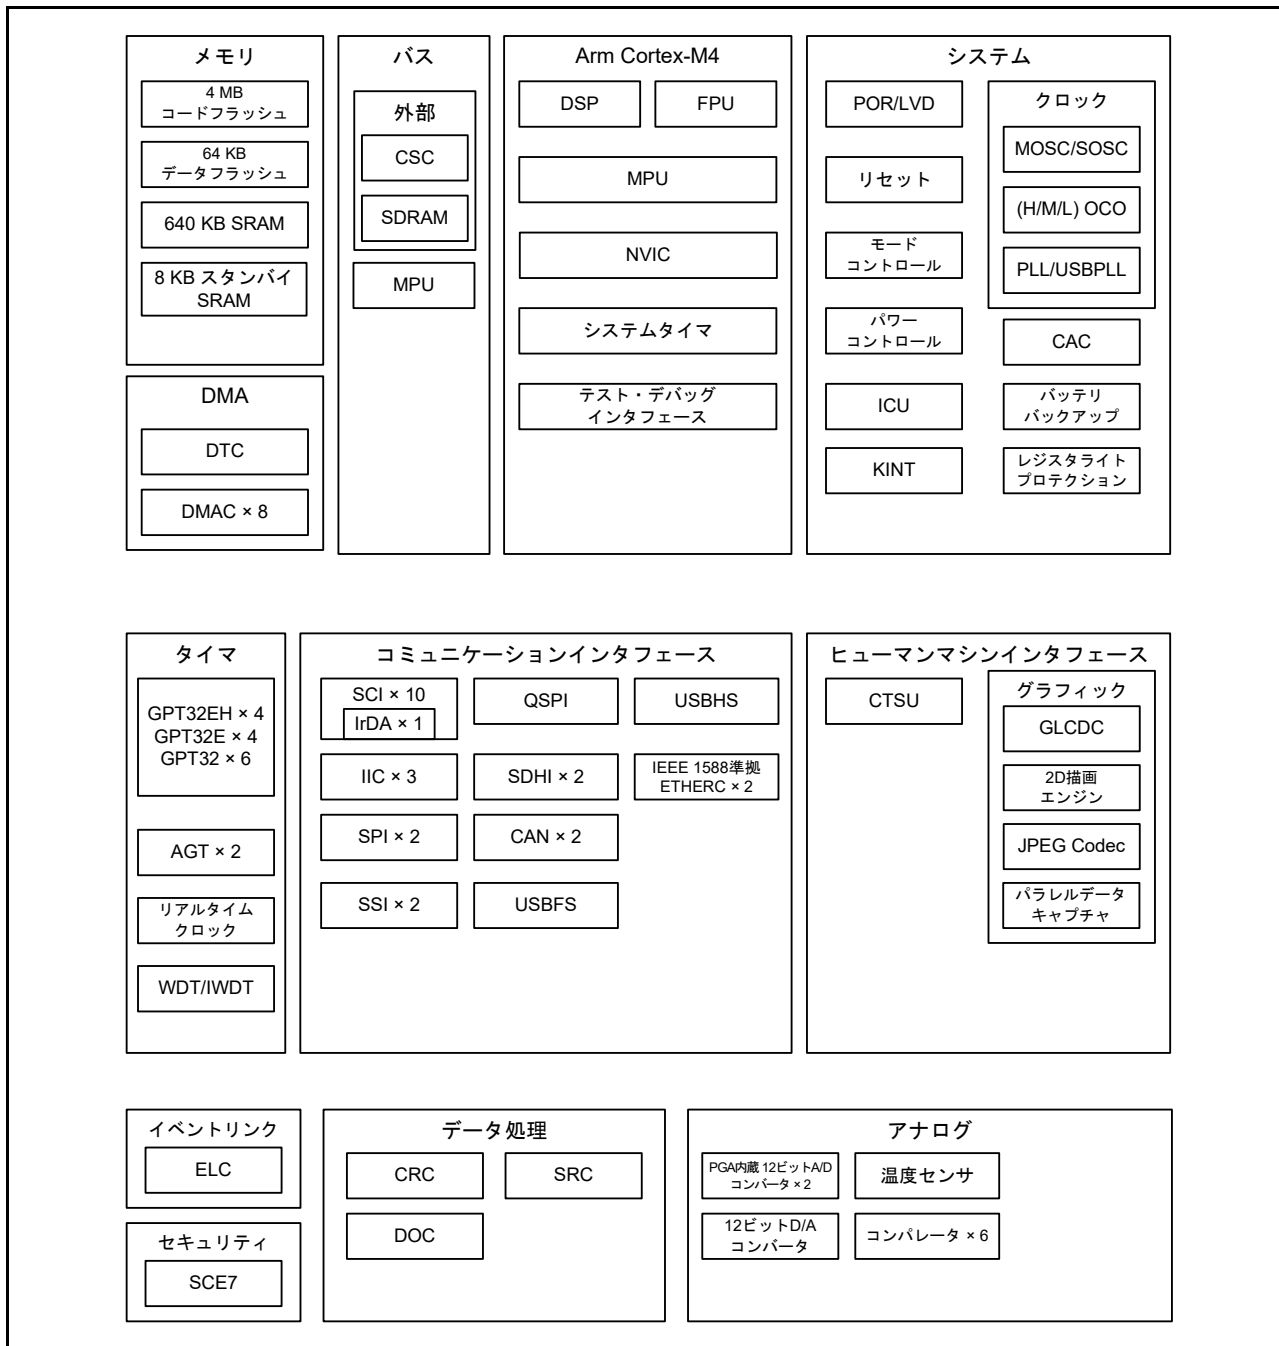 メモリ
4 MB
コードフラッシュ
64 KB
データフラッシュ
640 KB SRAM
8 KB スタンバイ
SRAM
DMA
DTC
DMAC × 8
バス
外部
CSC
SDRAM
MPU
Arm Cortex-M4
DSP
FPU
MPU
NVIC
システムタイマ
テスト・デバッグ
インタフェース
システム
POR/LVD
リセット
モード
コントロール
パワー
コントロール
ICU
KINT
クロック
MOSC/SOSC
(H/M/L) OCO
PLL/USBPLL
CAC
バッテリ
バックアップ
レジスタライト
プロテクション
タイマ
GPT32EH × 4
GPT32E × 4
GPT32 × 6
AGT × 2
リアルタイム
クロック
WDT/IWDT
コミュニケーションインタフェース
SCI × 10
IrDA × 1
IIC × 3
SPI × 2
SSI × 2
QSPI
SDHI × 2
CAN × 2
USBFS
USBHS
IEEE 1588準拠
ETHERC × 2
ヒューマンマシンインタフェース
CTSU
グラフィック
GLCDC
2D描画
エンジン
JPEG Codec
パラレルデータ
キャプチャ
イベントリンク
ELC
セキュリティ
SCE7
データ処理
CRC
SRC
DOC
アナログ
PGA内蔵 12ビットA/D
コンバータ × 2
温度センサ
12ビットD/A
コンバータ
コンパレータ × 6